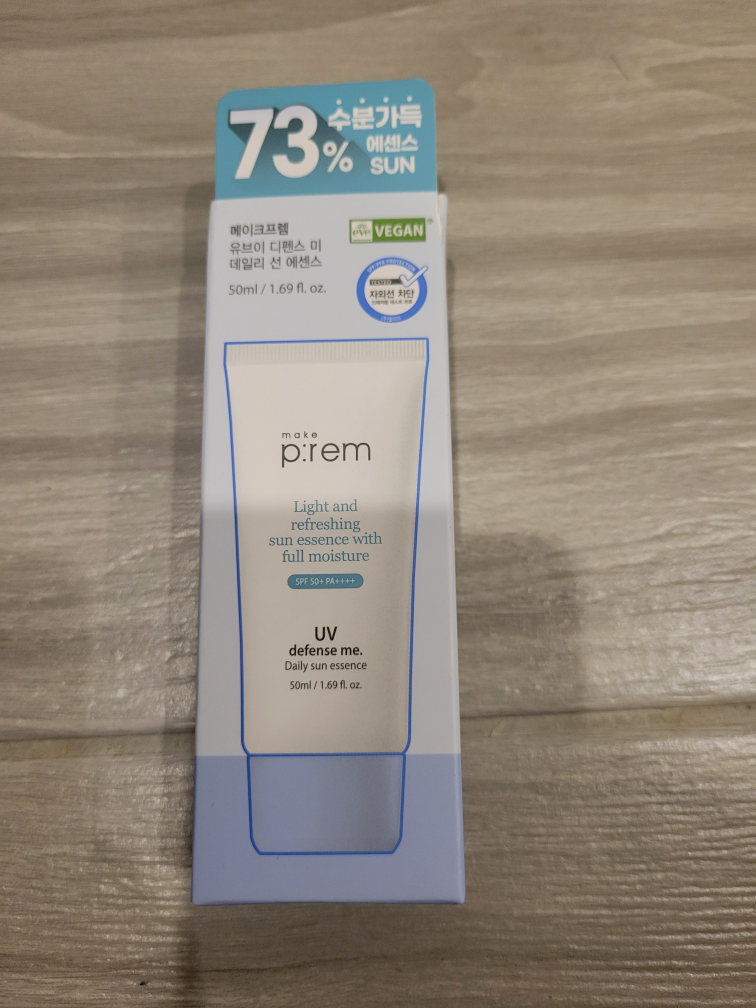 73%
수분가득
에센스
SUN
메이크프렘
유브이 디펜스 미
데일리 선 에센스
50ml / 1.69 fl. oz.
EVE VEGAN®
TESTED
자외선 차단
make
p:rem
Light and
refreshing
sun essence with
full moisture
SPF 50+ PA++++
UV
defense me.
Daily sun essence
50ml / 1.69 fl. oz.